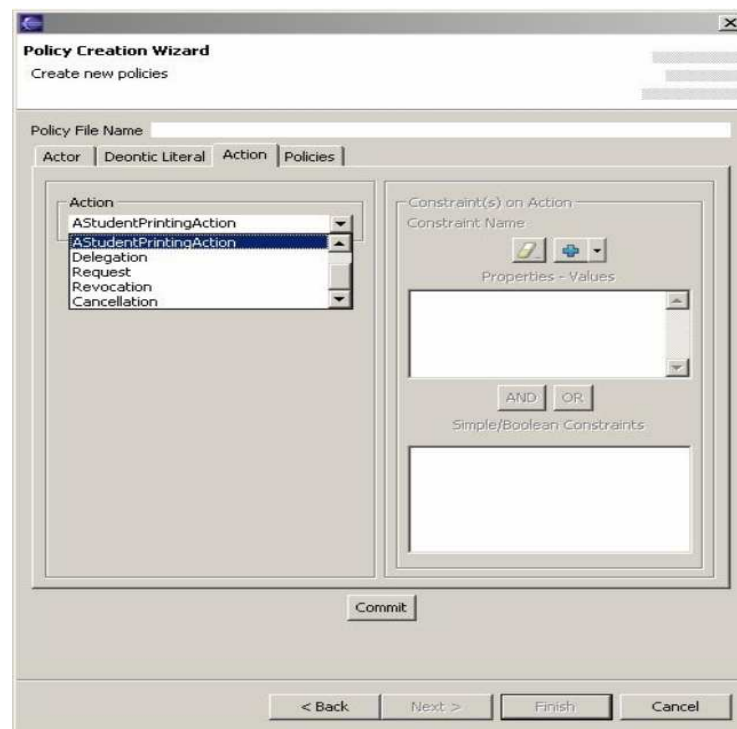 Policy Creation Wizard
Create new policies
Policy File Name
Actor
Deontic Literal
Action
Policies
Action
AStudentPrintingAction
AStudentPrintingAction
Delegation
Request
Revocation
Cancellation
Constraint(s) on Action
Constraint Name
Properties - Values
AND
OR
Simple/Boolean Constraints
Commit
< Back
Next >
Finish
Cancel